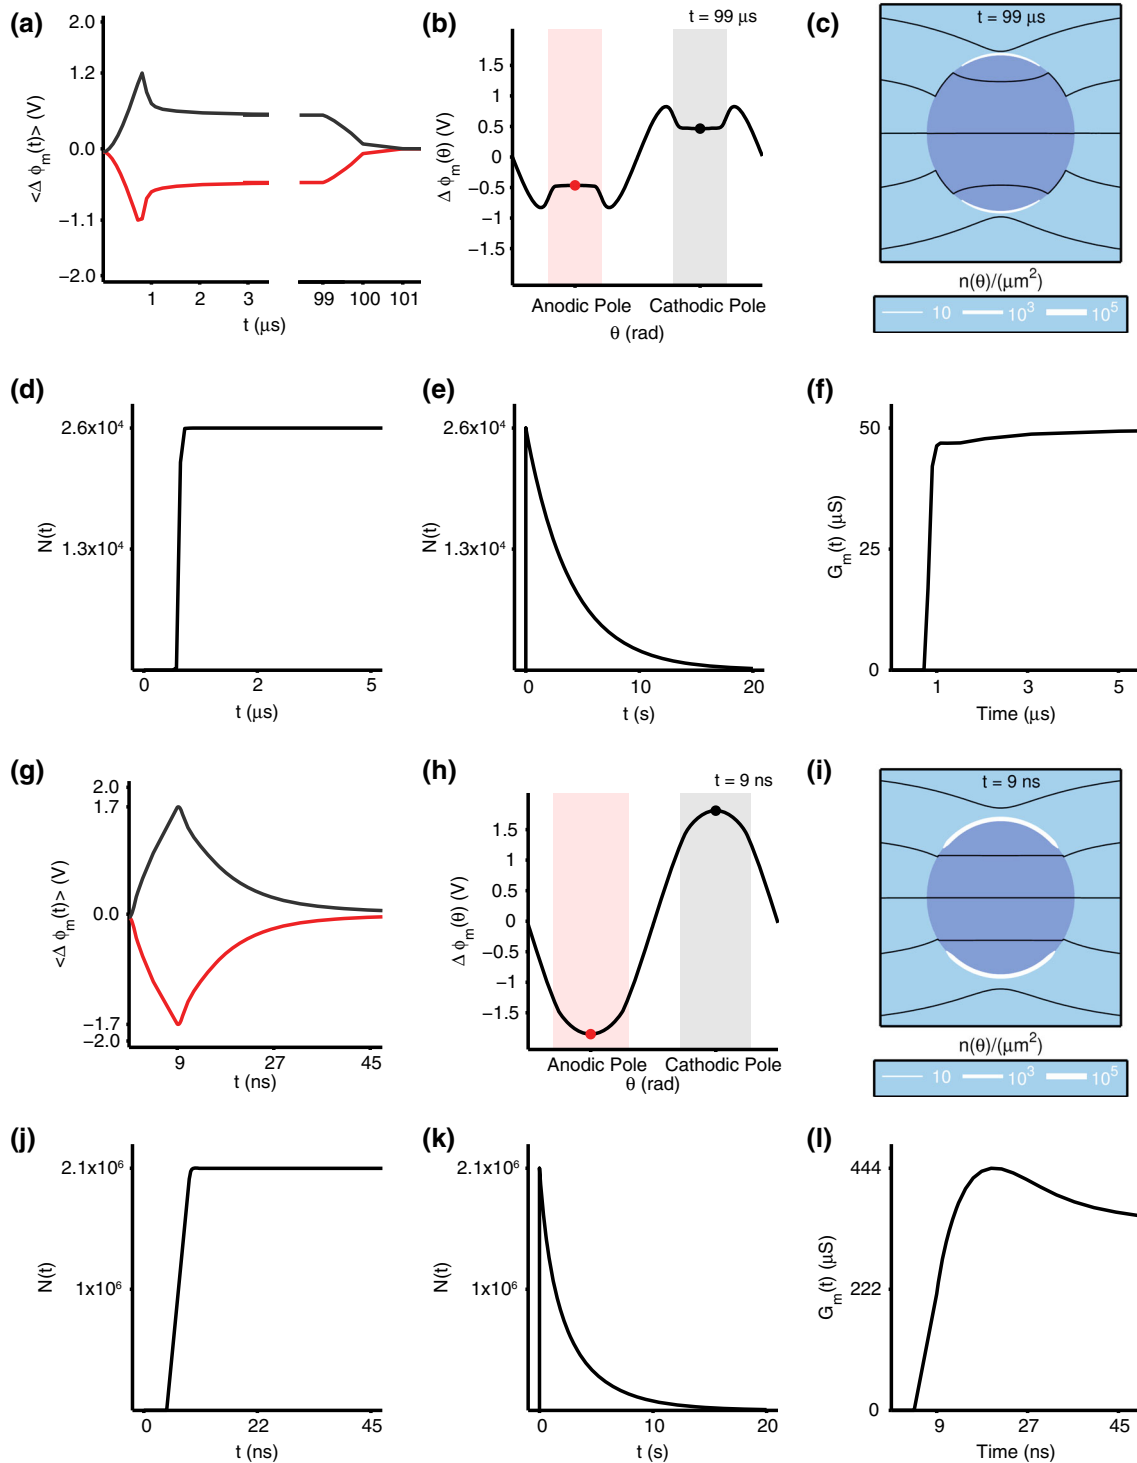 (a)
2.0
1.2
0.0
−1.1
−2.0
<Δ ϕm(t)> (V)
1 2 3 99 100 101
t (μs)
(b)
t = 99 μs
1.5
1
0.5
0
−0.5
−1
−1.5
Δ ϕm(θ) (V)
Anodic Pole Cathodic Pole
θ (rad)
(c)
t = 99 μs
n(θ)/(μm²)
10 10³ 10⁵
(d)
2.6x10⁴
1.3x10⁴
N(t)
0 2 5
t (μs)
(e)
2.6x10⁴
1.3x10⁴
N(t)
0 10 20
t (s)
(f)
50
25
0
Gm(t) (μS)
1 3 5
Time (μs)
(g)
2.0
1.7
0.0
−1.7
−2.0
<Δ ϕm(t)> (V)
9 27 45
t (ns)
(h)
t = 9 ns
1.5
1
0.5
0
−0.5
−1
−1.5
Δ ϕm(θ) (V)
Anodic Pole Cathodic Pole
θ (rad)
(i)
t = 9 ns
n(θ)/(μm²)
10 10³ 10⁵
(j)
2.1x10⁶
1x10⁶
N(t)
0 22 45
t (ns)
(k)
2.1x10⁶
1x10⁶
N(t)
0 10 20
t (s)
(l)
444
222
0
Gm(t) (μS)
9 27 45
Time (ns)